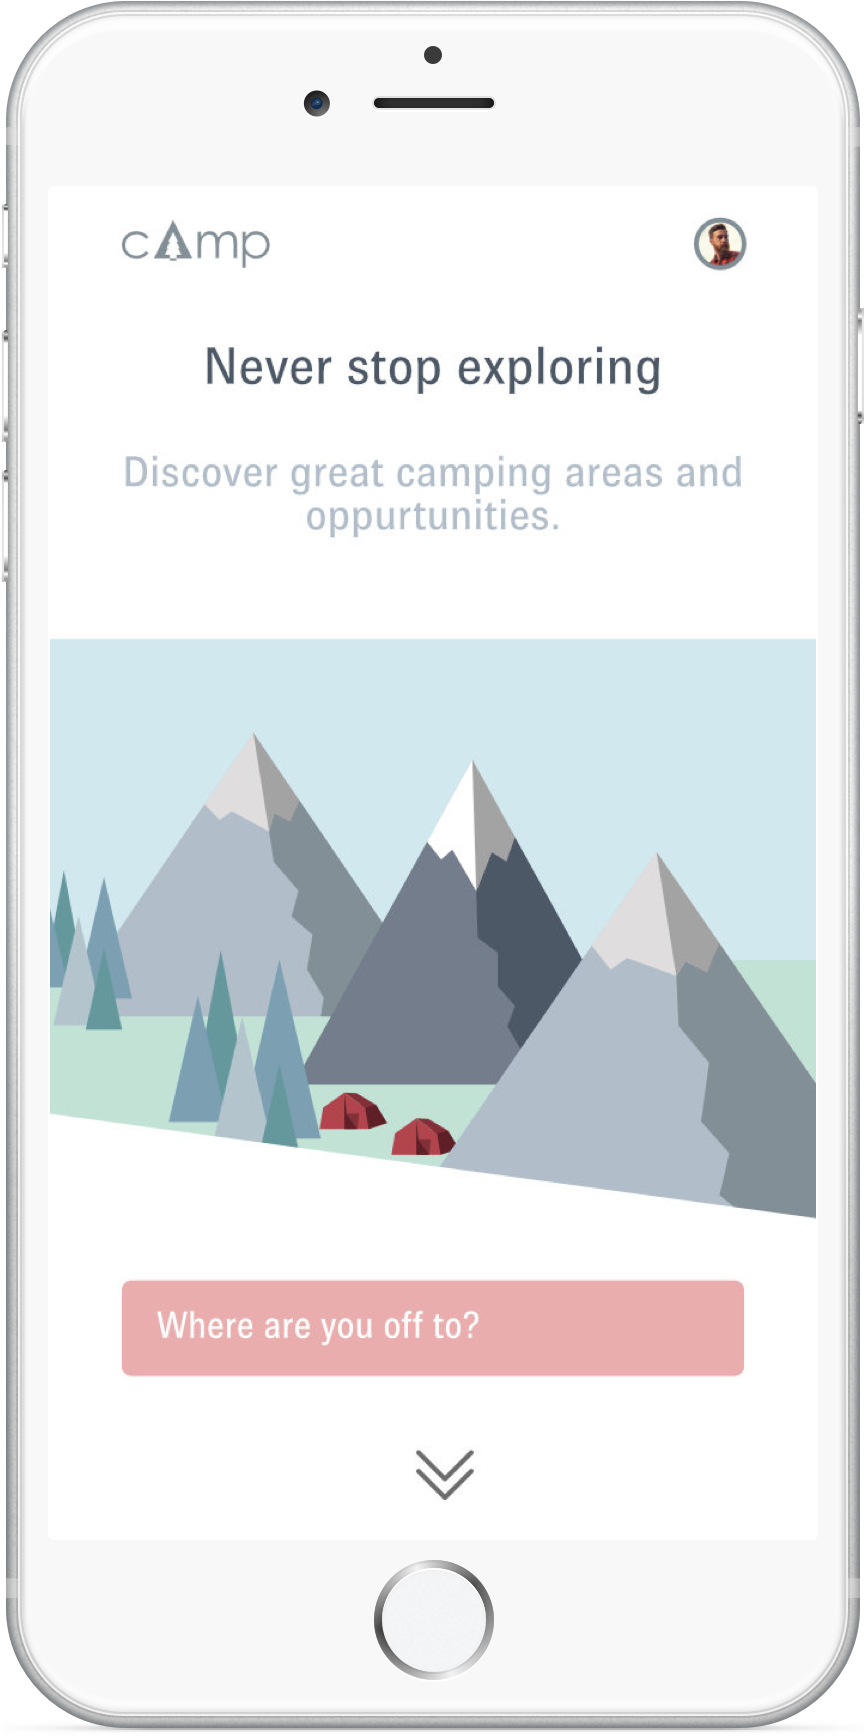 cAmp
Never stop exploring
Discover great camping areas and
oppurtunities.
Where are you off to?